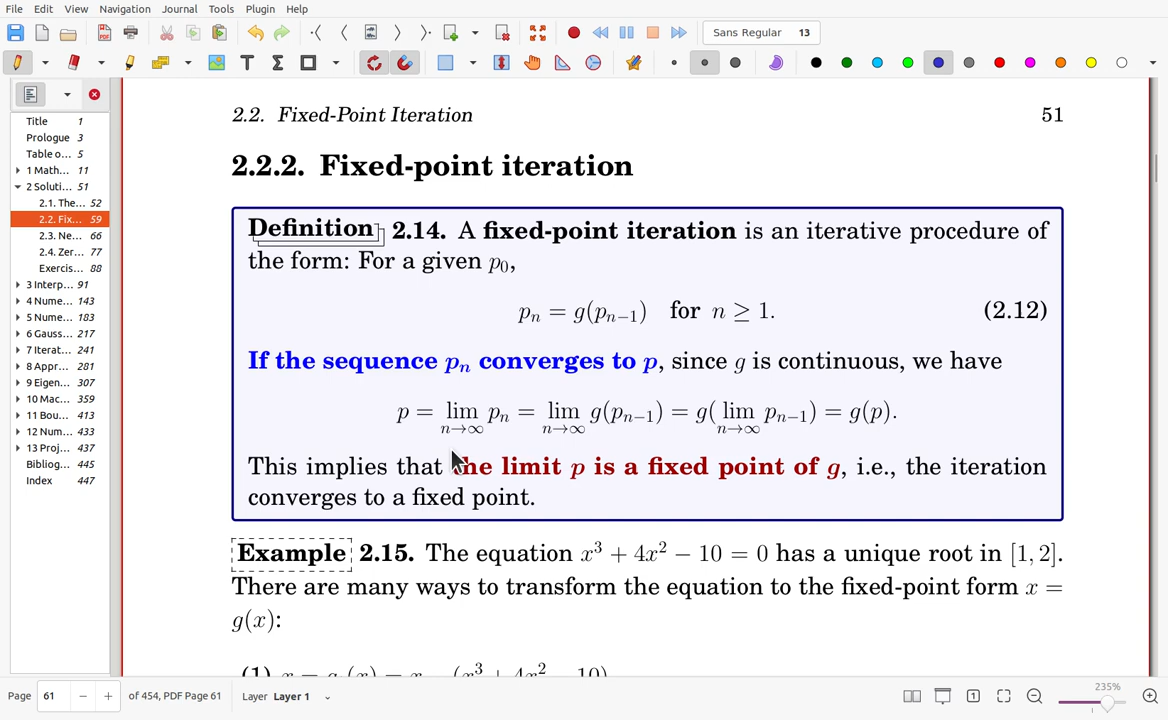 File Edit View Navigation Journal Tools Plugin Help
Sans Regular 13
Title 1
Prologue 3
Table o... 5
1 Math... 11
2 Soluti... 51
2.1. The... 52
2.2. Fix... 59
2.3. Ne... 66
2.4. Zer... 77
Exercis... 88
3 Interp... 91
4 Nume... 143
5 Nume... 183
6 Gauss... 217
7 Iterat... 241
8 Appr... 281
9 Eigen... 307
10 Mac... 359
11 Bou... 413
12 Num... 433
13 Proj... 437
Bibliog... 445
Index 447
2.2. Fixed-Point Iteration 51
2.2.2. Fixed-point iteration
Definition 2.14. A fixed-point iteration is an iterative procedure of
the form: For a given p₀,
pₙ = g(pₙ₋₁) for n ≥ 1. (2.12)
If the sequence pₙ converges to p, since g is continuous, we have
p = lim_{n→∞} pₙ = lim_{n→∞} g(pₙ₋₁) = g(lim_{n→∞} pₙ₋₁) = g(p).
This implies that the limit p is a fixed point of g, i.e., the iteration
converges to a fixed point.
Example 2.15. The equation x³ + 4x² − 10 = 0 has a unique root in [1, 2].
There are many ways to transform the equation to the fixed-point form x =
g(x):
Page 61 − + of 454, PDF Page 61 Layer Layer 1 235%